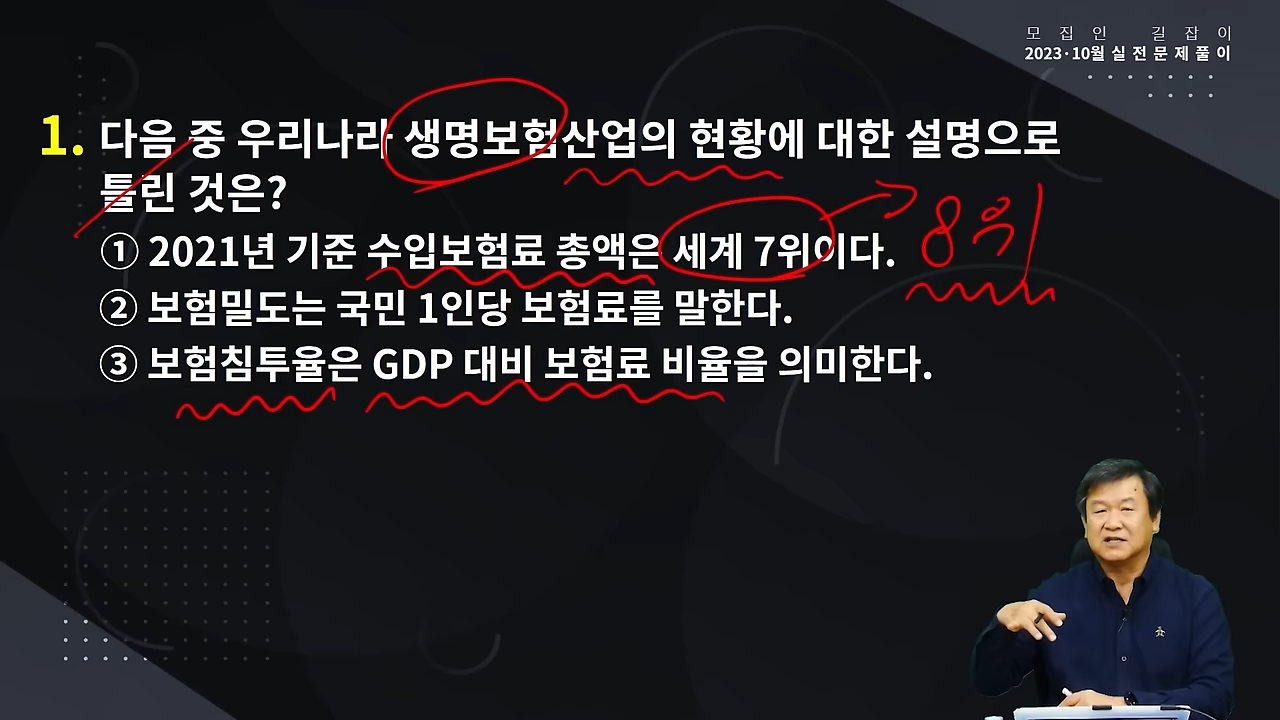 모집인 길잡이
2023·10월 실전문제풀이
1. 다음 중 우리나라 생명보험산업의 현황에 대한 설명으로
틀린 것은?
① 2021년 기준 수입보험료 총액은 세계 7위이다. 8위
② 보험밀도는 국민 1인당 보험료를 말한다.
③ 보험침투율은 GDP 대비 보험료 비율을 의미한다.